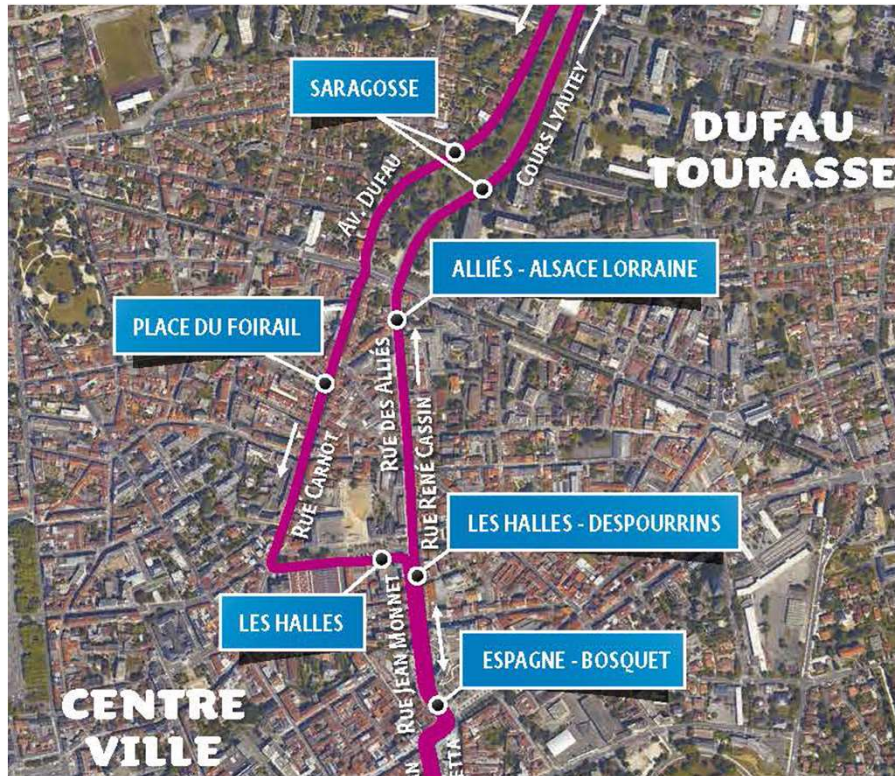 SARAGOSSE
DUFAU
TOURASSE
AV. DUFAU
COURS LYAUTEY
ALLIÉS - ALSACE LORRAINE
PLACE DU FOIRAIL
RUE DES ALLIÉS
RUE RENÉ CASSIN
RUE CARNOT
LES HALLES - DESPOURRINS
LES HALLES
RUE JEAN MONNET
ESPAGNE - BOSQUET
CENTRE
VILLE